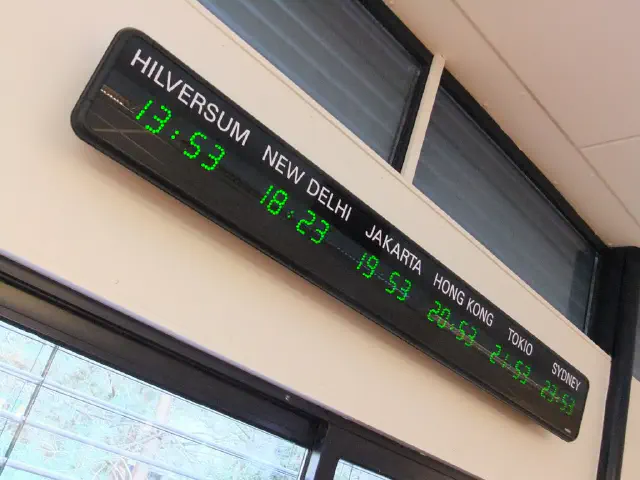 HILVERSUM NEW DELHI JAKARTA HONG KONG TOKIO SYDNEY
13:53 18:23 19:53 20:53 21:53 23:53